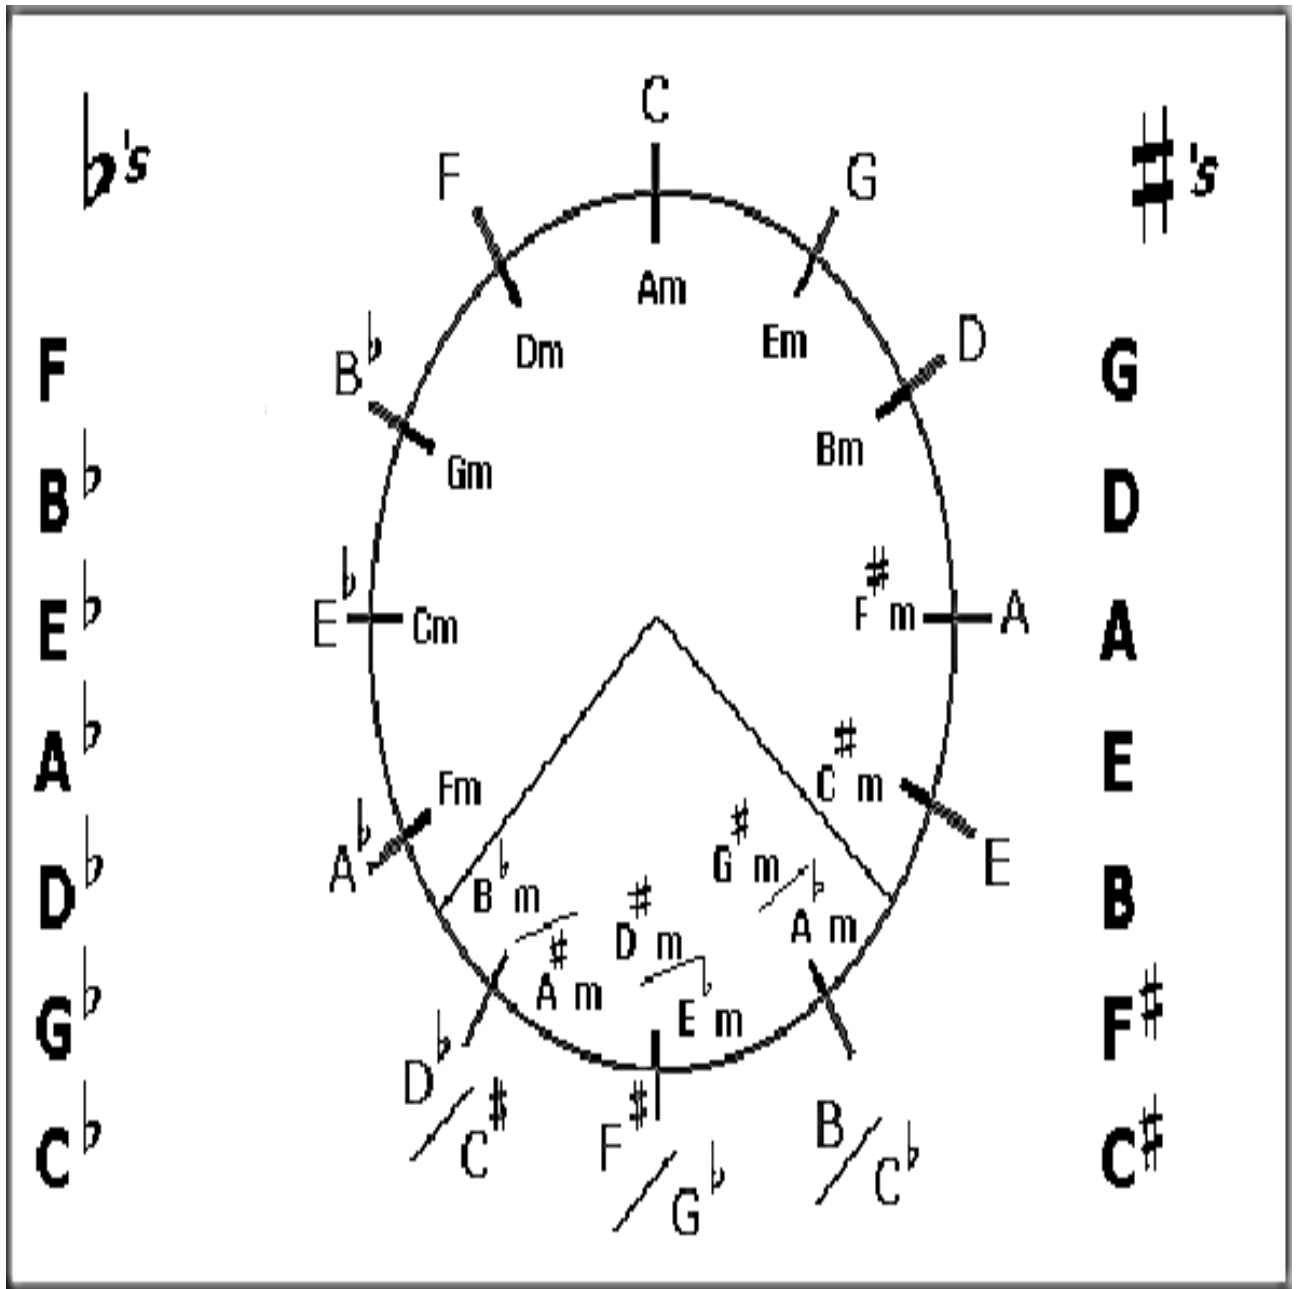 ♭'s
F
B♭
E♭
A♭
D♭
G♭
C♭
C
F
G
Am
Dm
Em
B♭
D
Gm
Bm
E♭
Cm
F♯m
A
Fm
C♯m
A♭
E
B♭m
A♯m
D♯m
E♭m
G♯m
A♭m
D♭/C♯
F♯/G♭
B/C♭
♯'s
G
D
A
E
B
F♯
C♯